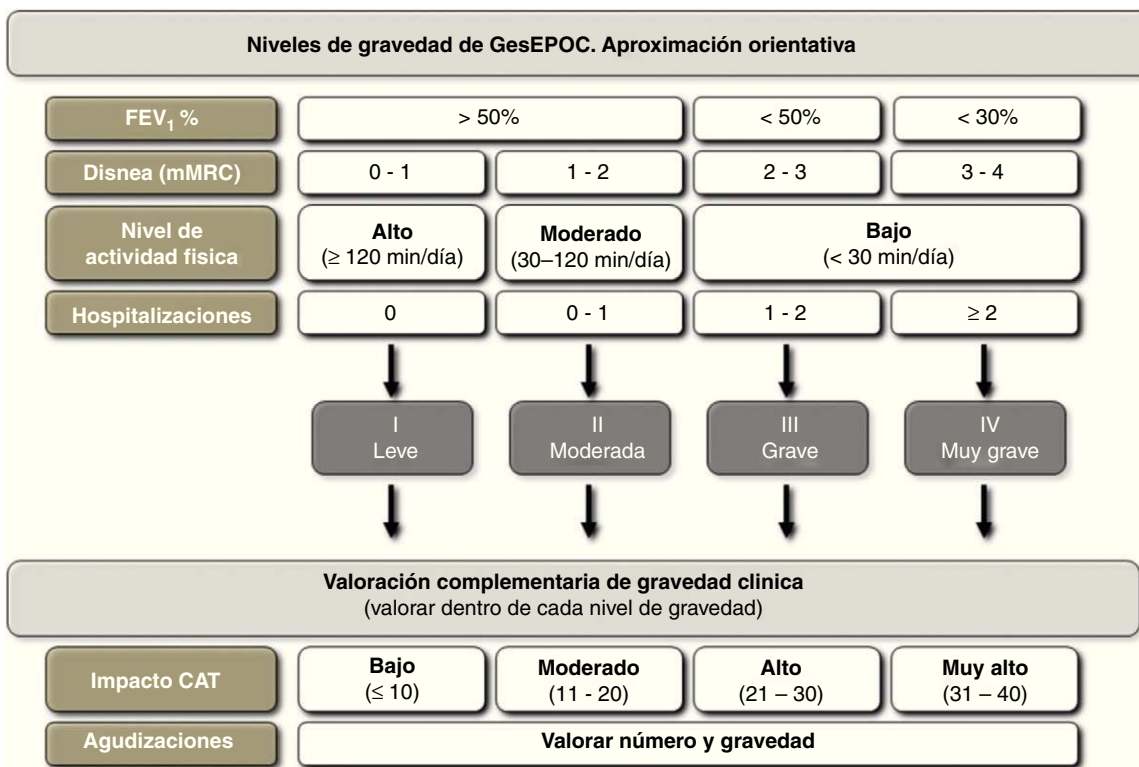 Niveles de gravedad de GesEPOC. Aproximación orientativa
FEV1 %
> 50%
< 50%
< 30%
Disnea (mMRC)
0 - 1
1 - 2
2 - 3
3 - 4
Nivel de
actividad fisica
Alto
(≥ 120 min/día)
Moderado
(30–120 min/día)
Bajo
(< 30 min/día)
Hospitalizaciones
0
0 - 1
1 - 2
≥ 2
I
Leve
II
Moderada
III
Grave
IV
Muy grave
Valoración complementaria de gravedad clinica
(valorar dentro de cada nivel de gravedad)
Impacto CAT
Bajo
(≤ 10)
Moderado
(11 - 20)
Alto
(21 – 30)
Muy alto
(31 – 40)
Agudizaciones
Valorar número y gravedad